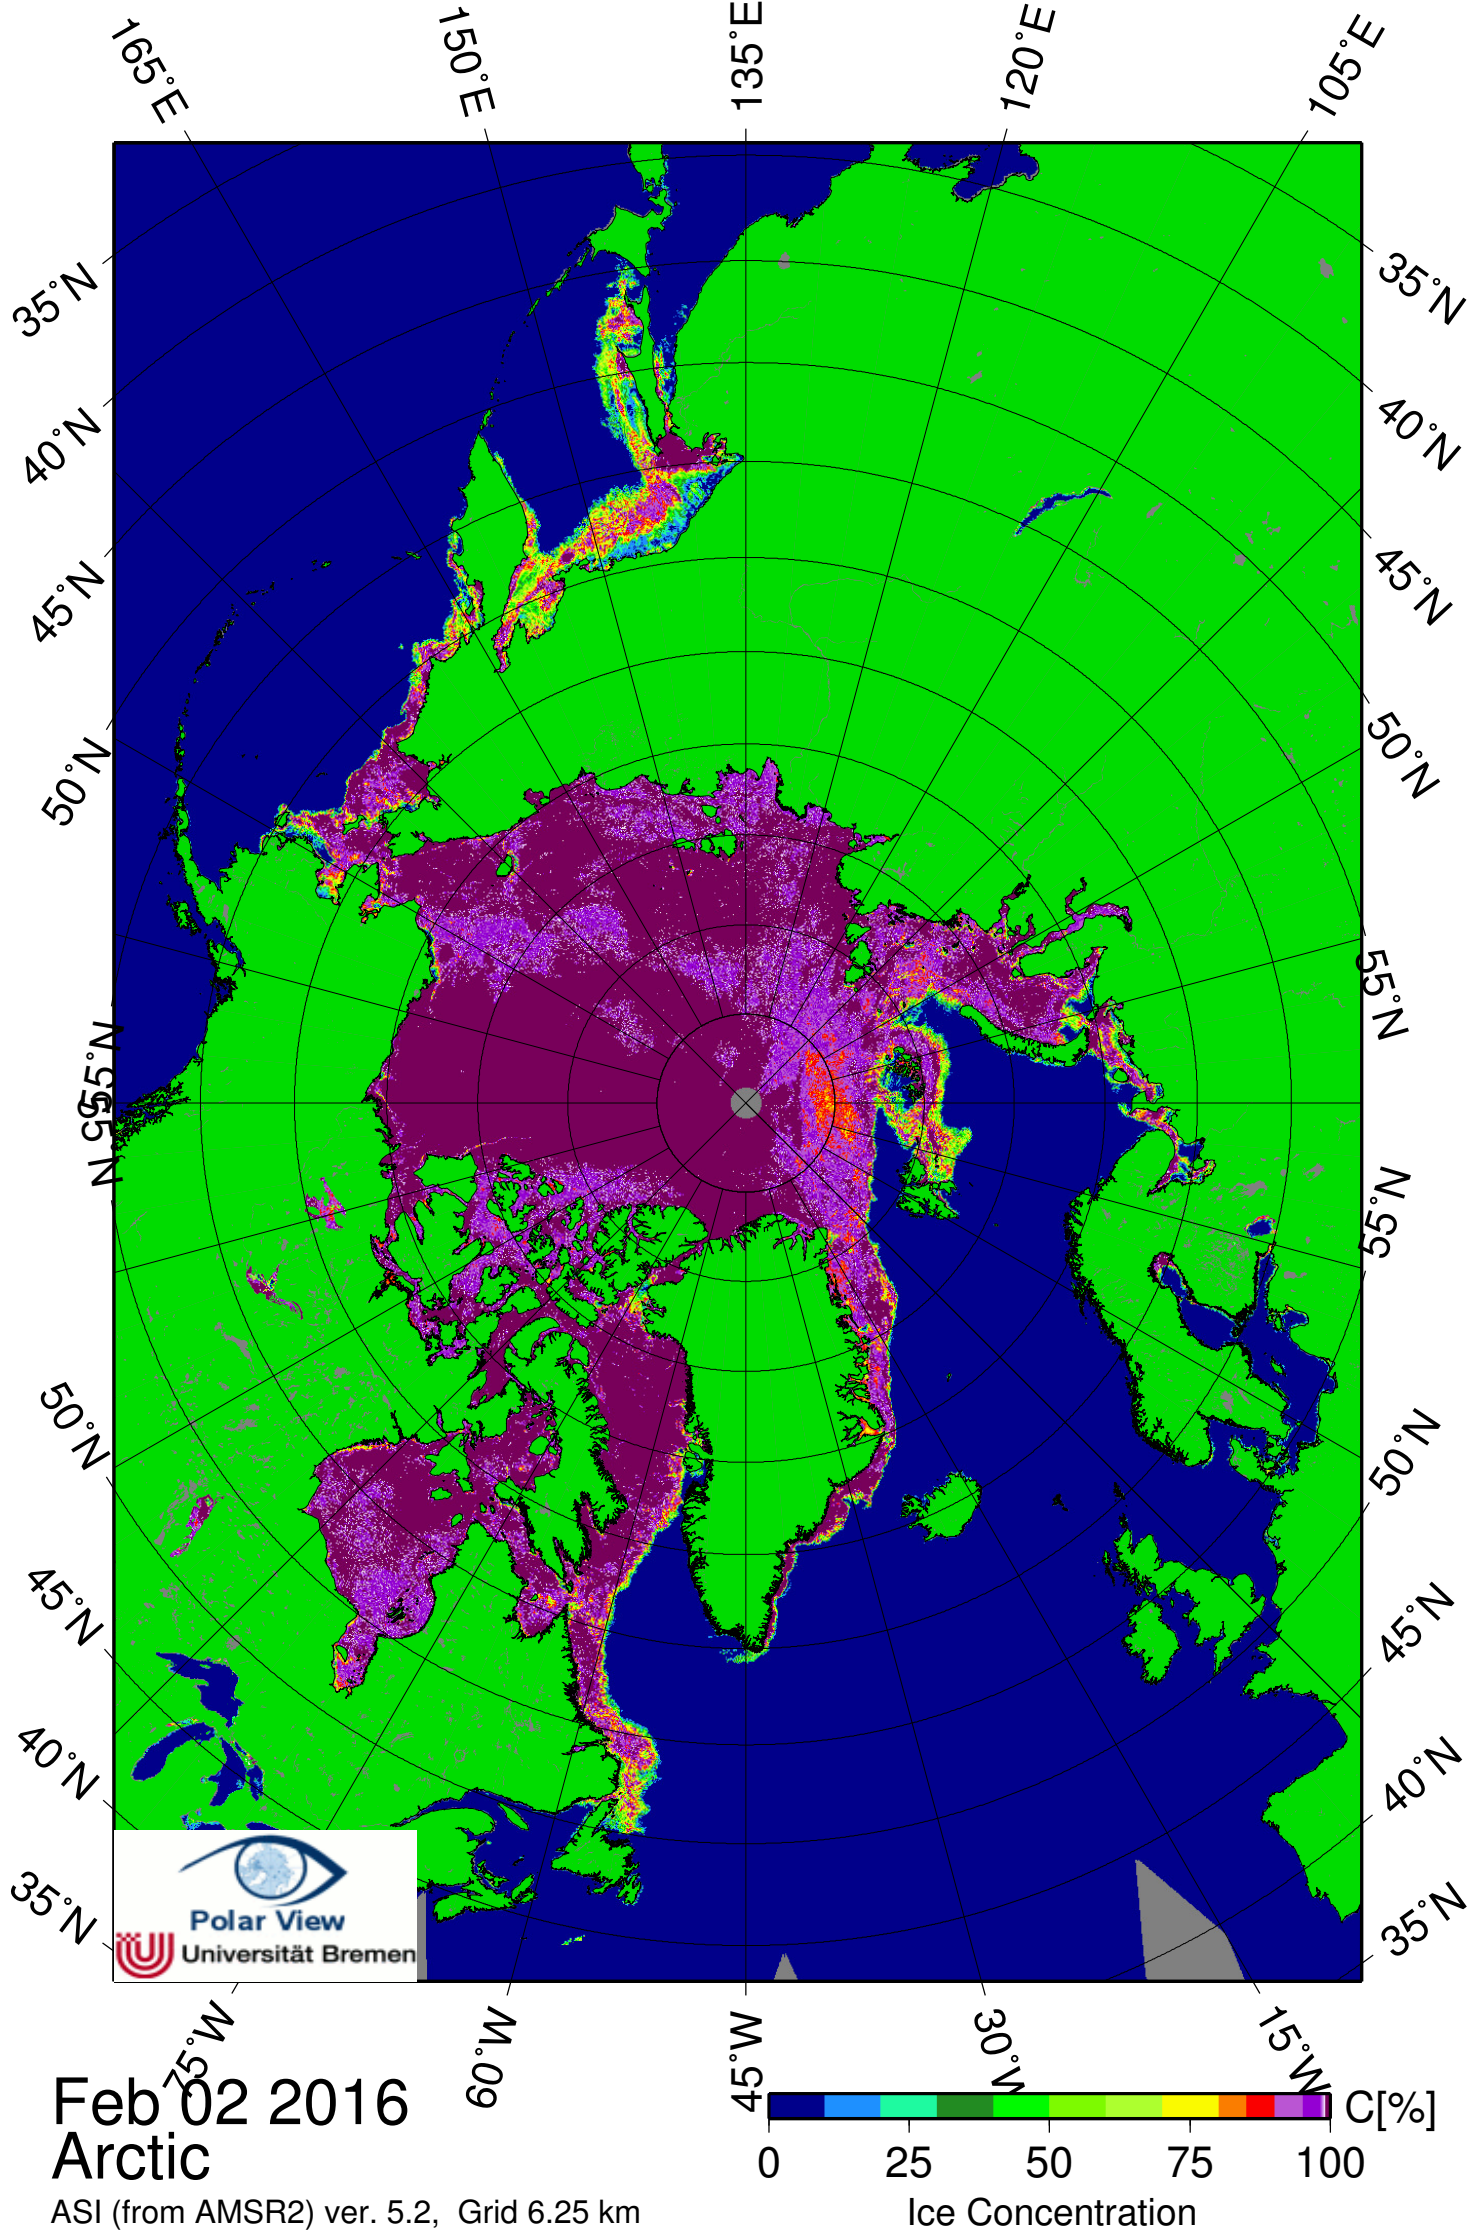 165°E 150°E 135°E 120°E 105°E
35°N 35°N
40°N 40°N
45°N 45°N
50°N 50°N
55°N 55°N
55°N 55°N
50°N 50°N
45°N 45°N
40°N 40°N
35°N 35°N
Polar View
Universität Bremen
75°W 60°W 45°W 30°W 15°W
Feb 02 2016
Arctic
ASI (from AMSR2) ver. 5.2, Grid 6.25 km
C[%]
0 25 50 75 100
Ice Concentration